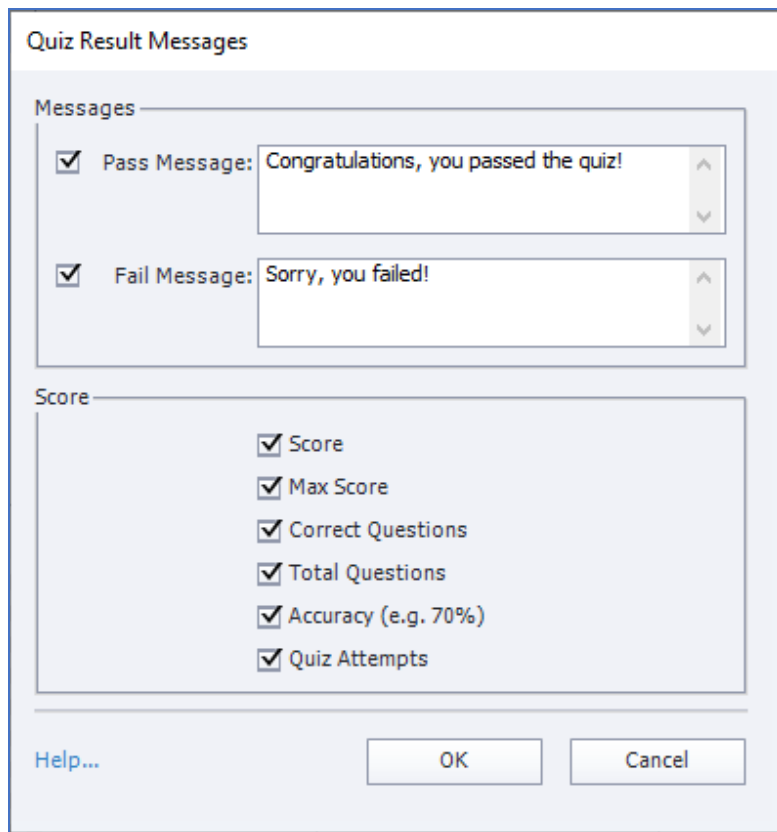 Quiz Result Messages
Messages
Pass Message: Congratulations, you passed the quiz!
Fail Message: Sorry, you failed!
Score
Score
Max Score
Correct Questions
Total Questions
Accuracy (e.g. 70%)
Quiz Attempts
Help... OK Cancel